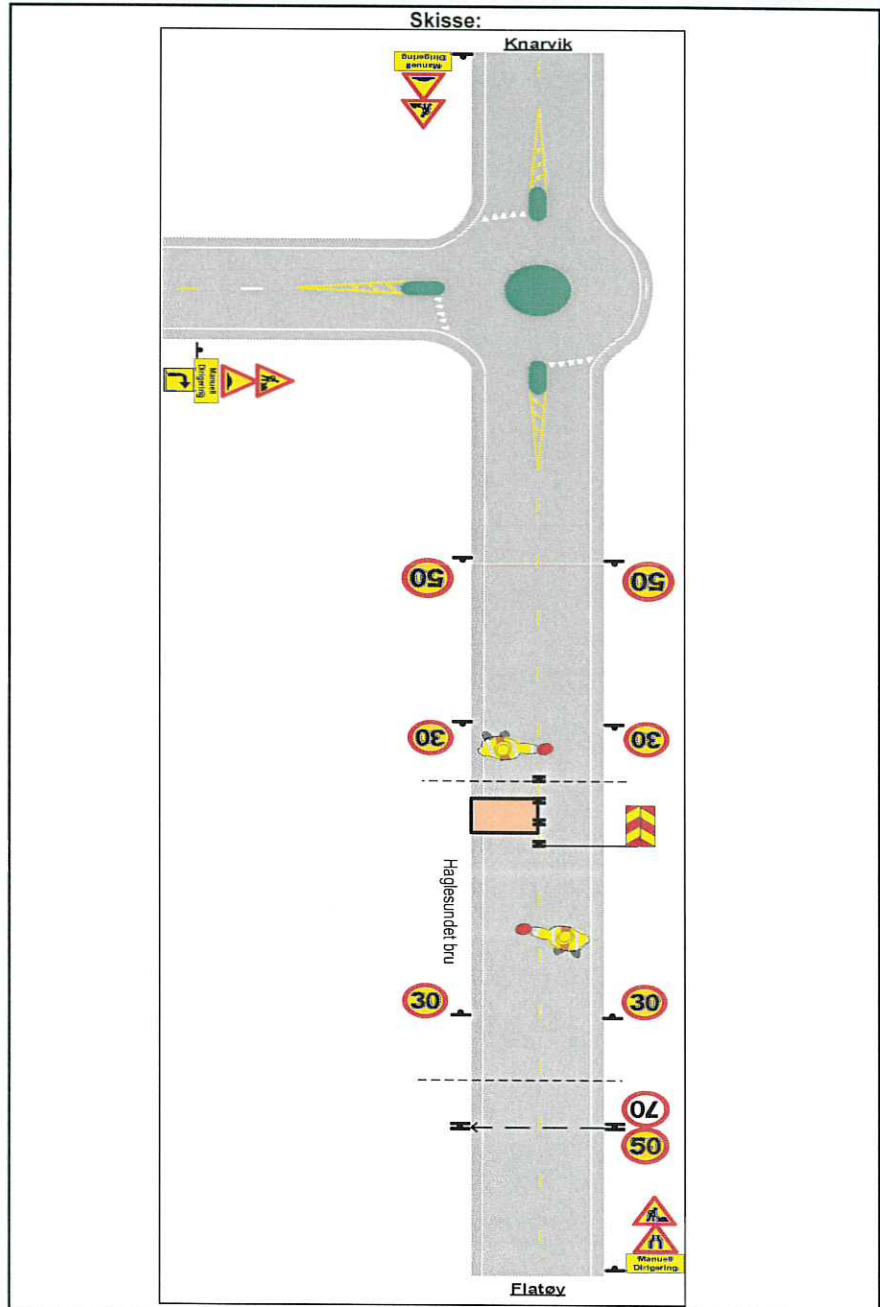 Skisse:
Knarvik
Manuell
Dirigering
Manuell
Dirigering
50
50
30
30
Haglesundet bru
30
30
70
50
Manuell
Dirigering
Flatøy